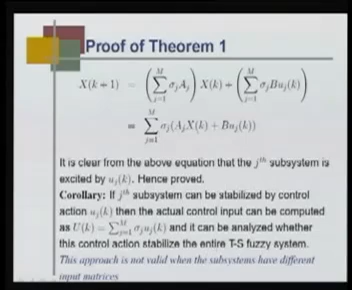 Proof of Theorem 1
X(k + 1) = (∑_{j=1}^{M} σ_j A_j) X(k) + (∑_{j=1}^{M} σ_j B u_j(k))
= ∑_{j=1}^{M} σ_j (A_j X(k) + B u_j(k))
It is clear from the above equation that the j^{th} subsystem is
excited by u_j(k). Hence proved.
Corollary: If j^{th} subsystem can be stabilized by control
action u_j(k) then the actual control input can be computed
as U(k) = ∑_{j=1}^{M} σ_j u_j(k) and it can be analyzed whether
this control action stabilize the entire T-S fuzzy system.
This approach is not valid when the subsystems have different
input matrices